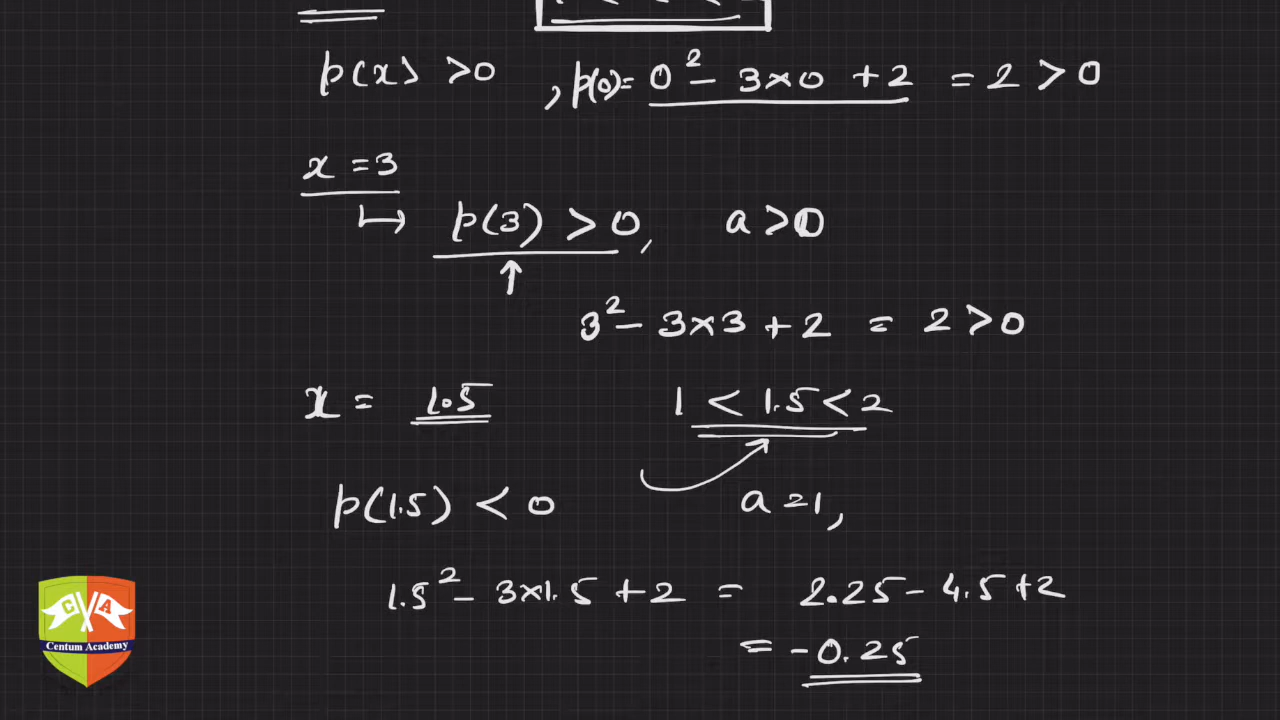 p(x) >0 , p(0)= 0² - 3×0 +2 = 2 > 0
x = 3
↦ p(3) > 0, a > 0
↑
3² - 3×3 + 2 = 2 > 0
x = 1.5 1 < 1.5 < 2
p(1.5) < 0 a = 1,
1.5² - 3×1.5 + 2 = 2.25 - 4.5 + 2
= -0.25
C A
Centum Academy